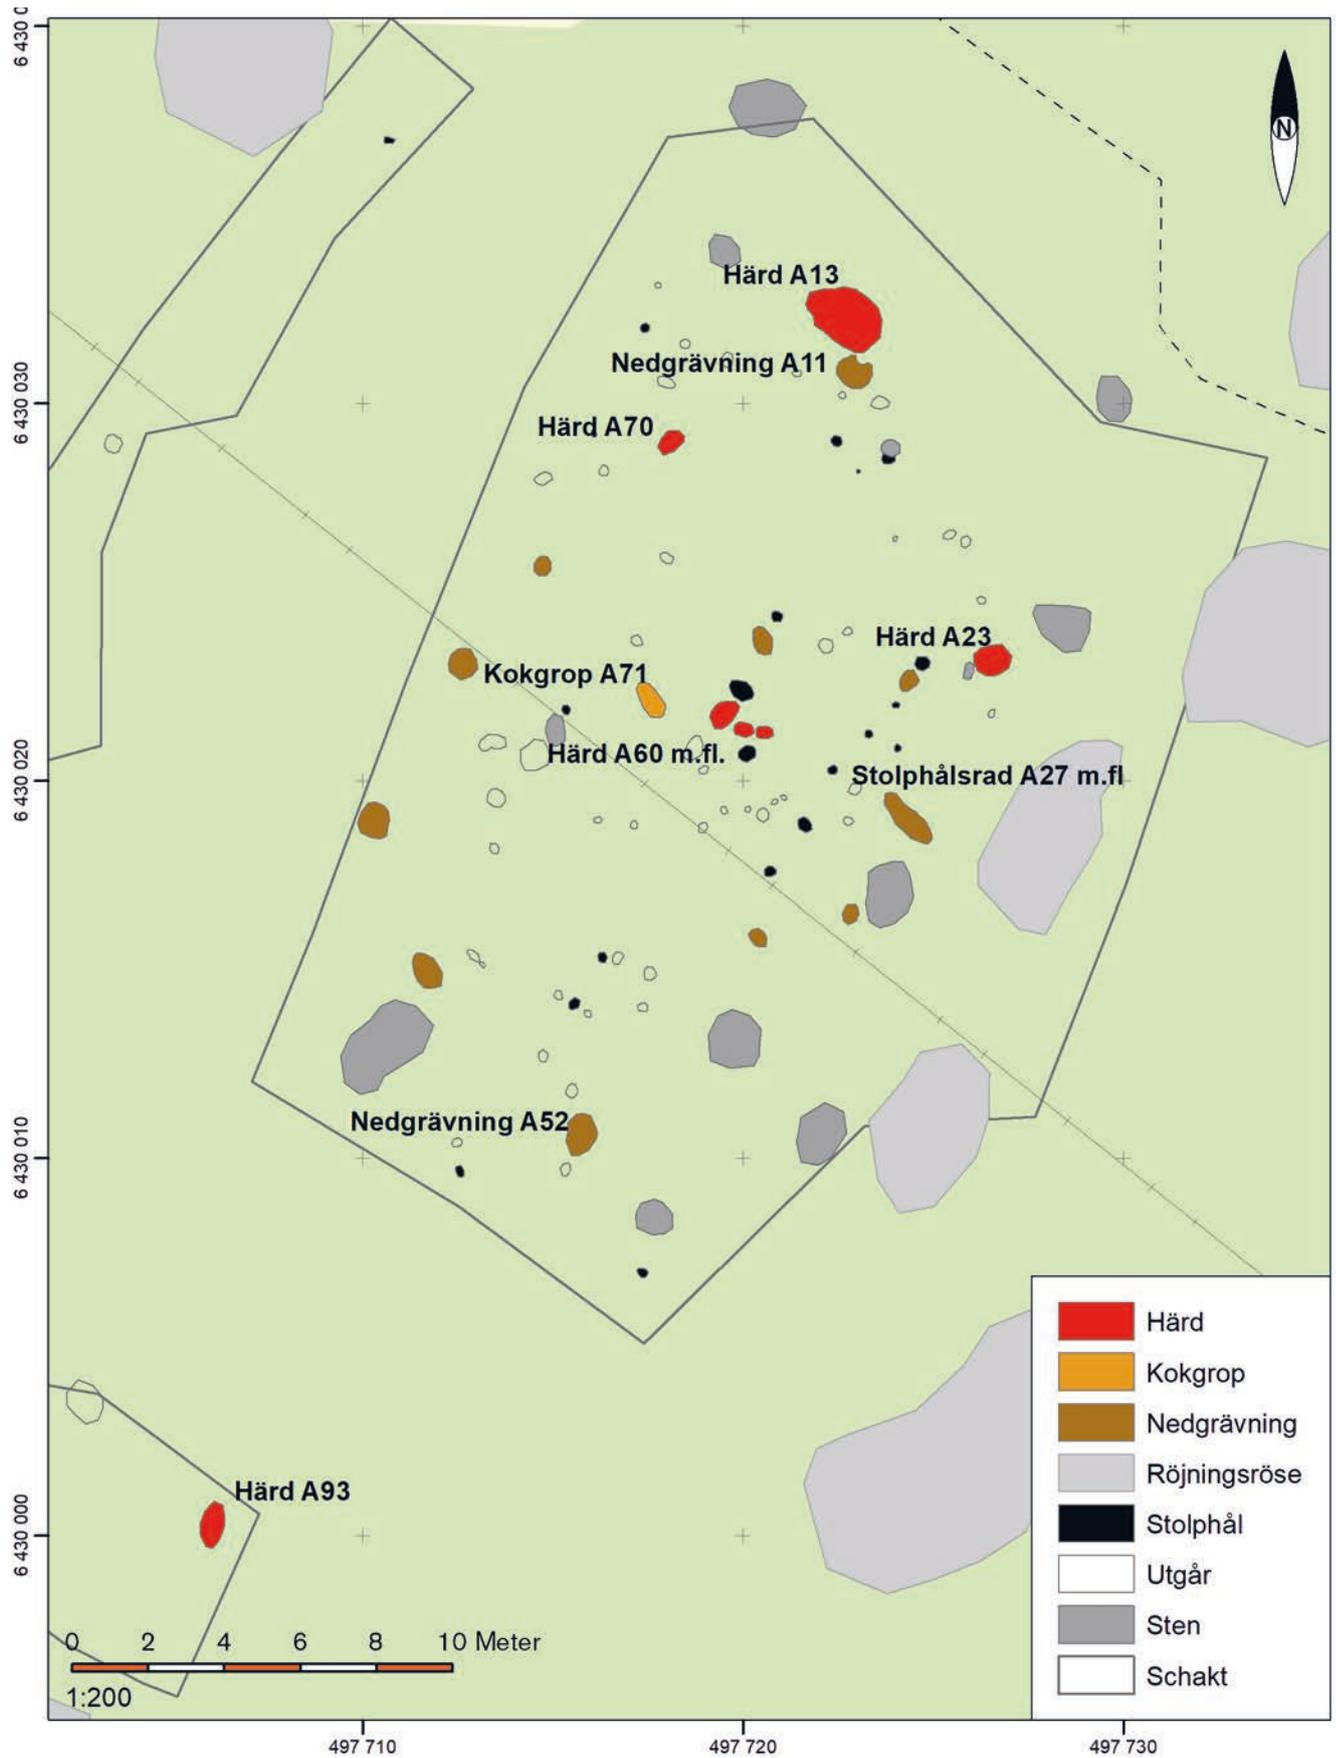 6 430 0
N
Härd A13
Nedgrävning A11
6 430 030
Härd A70
Härd A23
Kokgrop A71
Härd A60 m.fl.
6 430 020
Stolphålsrad A27 m.fl
Nedgrävning A52
6 430 010
Härd A93
6 430 000
Härd
Kokgrop
Nedgrävning
Röjningsröse
Stolphål
Utgår
Sten
Schakt
0 2 4 6 8 10 Meter
1:200
497 710 497 720 497 730